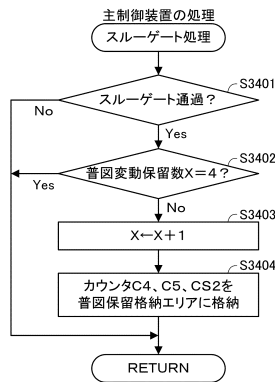 主制御装置の処理
スルーゲート処理
S3401
スルーゲート通過?
No
Yes
S3402
普図変動保留数X=4?
Yes
No
S3403
X←X+1
S3404
カウンタC4、C5、CS2を
普図保留格納エリアに格納
RETURN